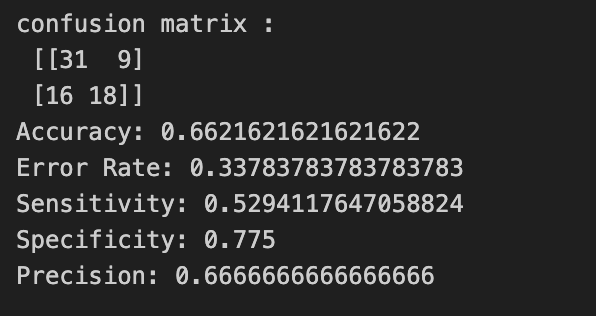 confusion matrix :
[[31  9]
[16 18]]
Accuracy: 0.6621621621621622
Error Rate: 0.33783783783783783
Sensitivity: 0.5294117647058824
Specificity: 0.775
Precision: 0.6666666666666666